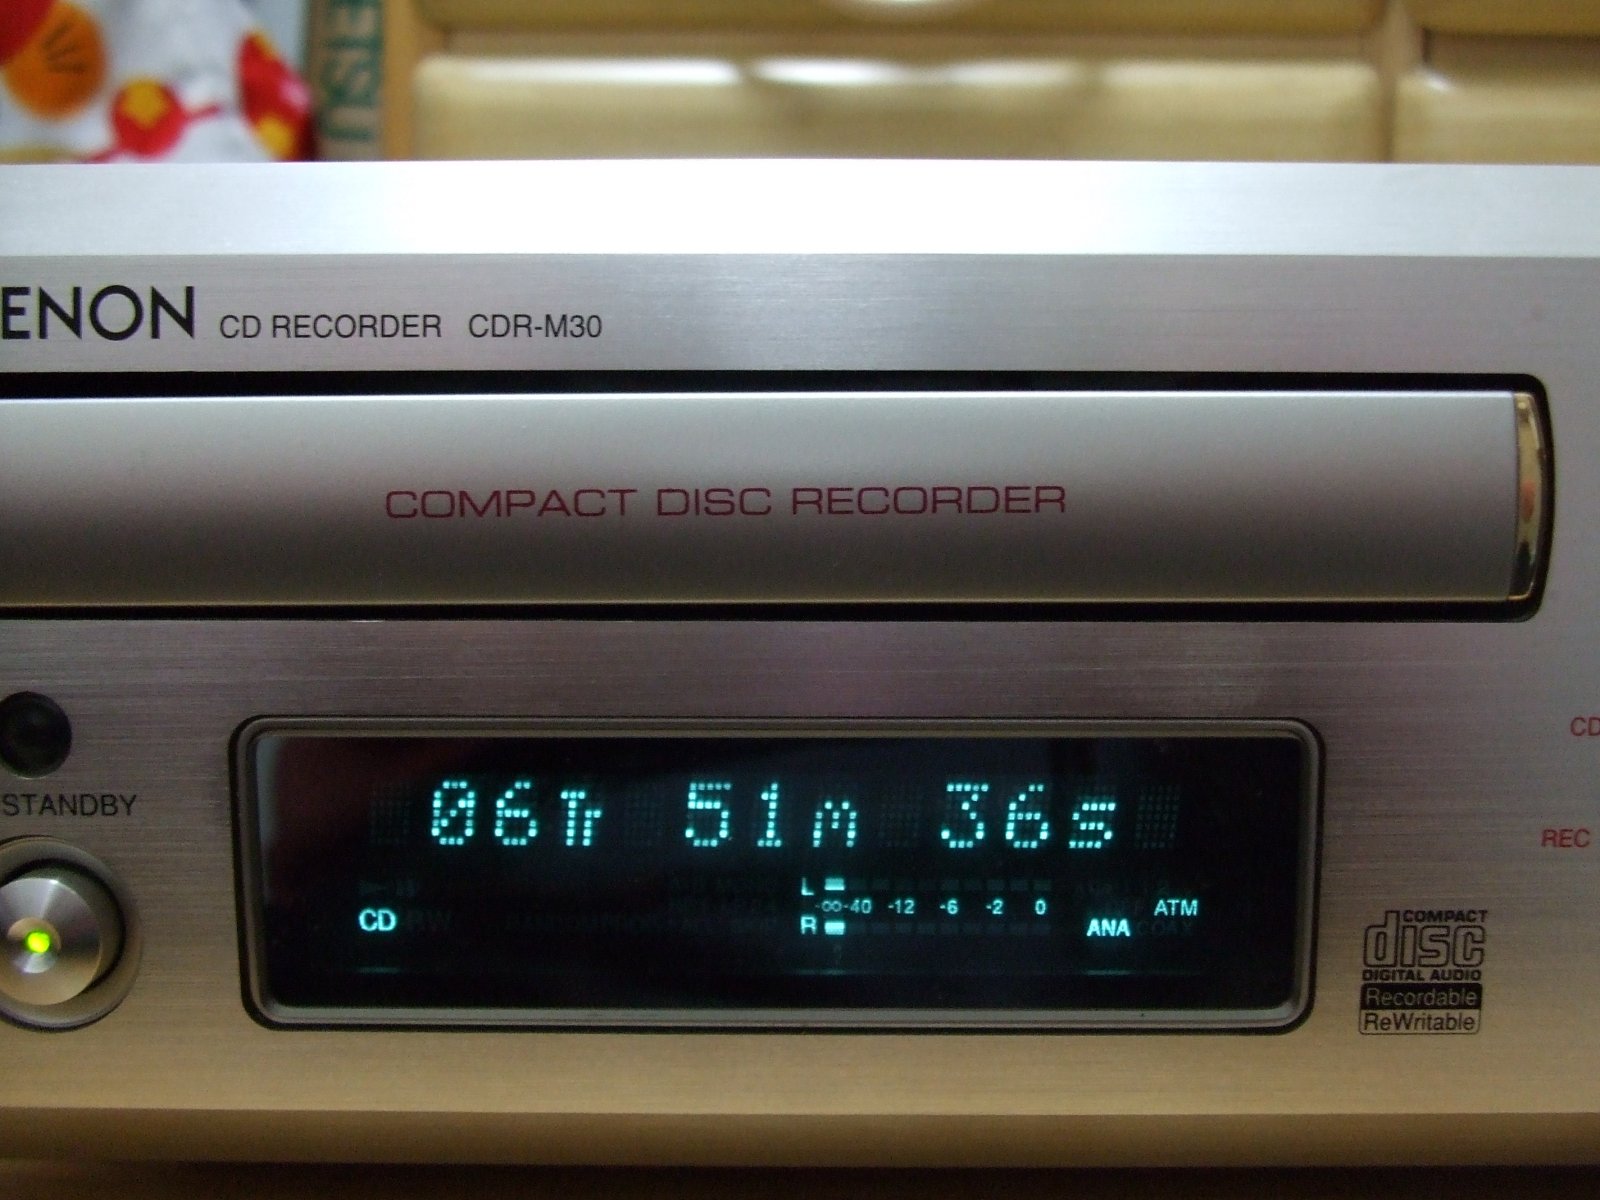 ENON CD RECORDER CDR-M30
COMPACT DISC RECORDER
CD
STANDBY
06Tr 51m 36s
REC
L
-∞ -40 -12 -6 -2 0
ATM
CD
R
ANA
COMPACT
disc
DIGITAL AUDIO
Recordable
ReWritable